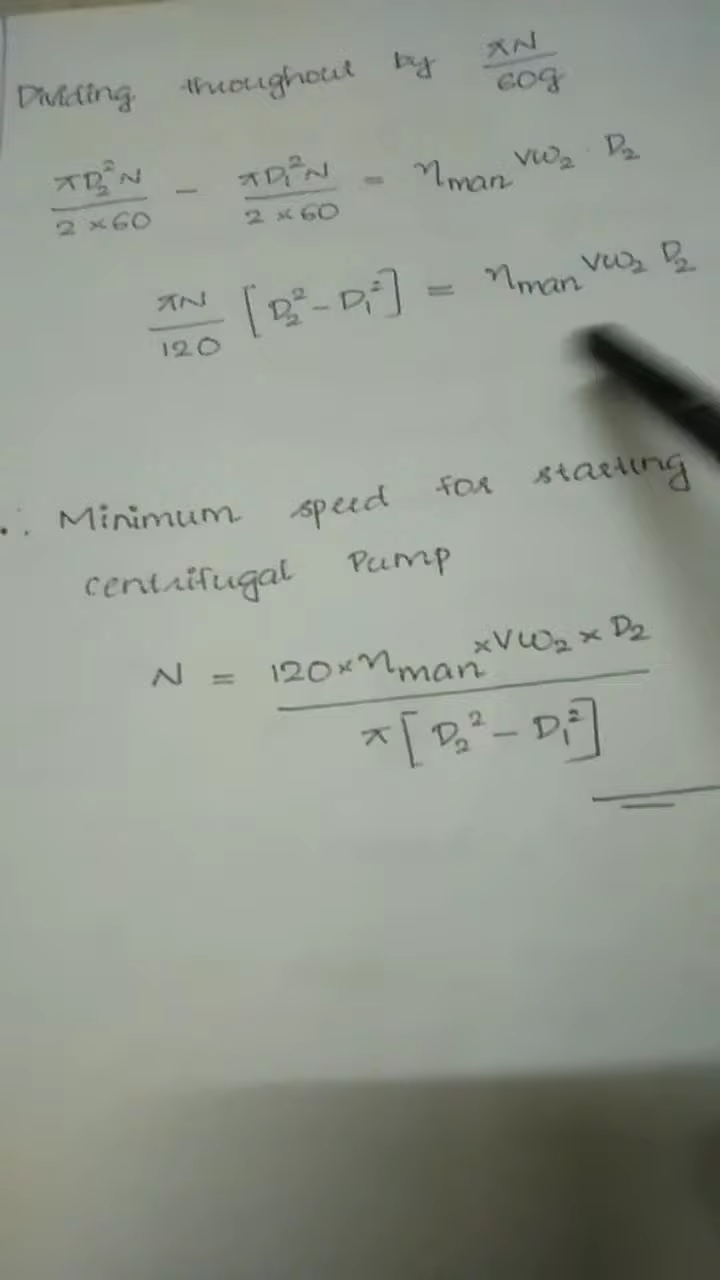 Dividing throughout by πN/60g
πD₂²N/2×60 - πD₁²N/2×60 = ηman Vw₂ D₂
πN/120 [D₂² - D₁²] = ηman Vw₂ D₂
∴ Minimum speed for starting
centrifugal Pump
N = 120×ηman×Vw₂×D₂/π[D₂² - D₁²]